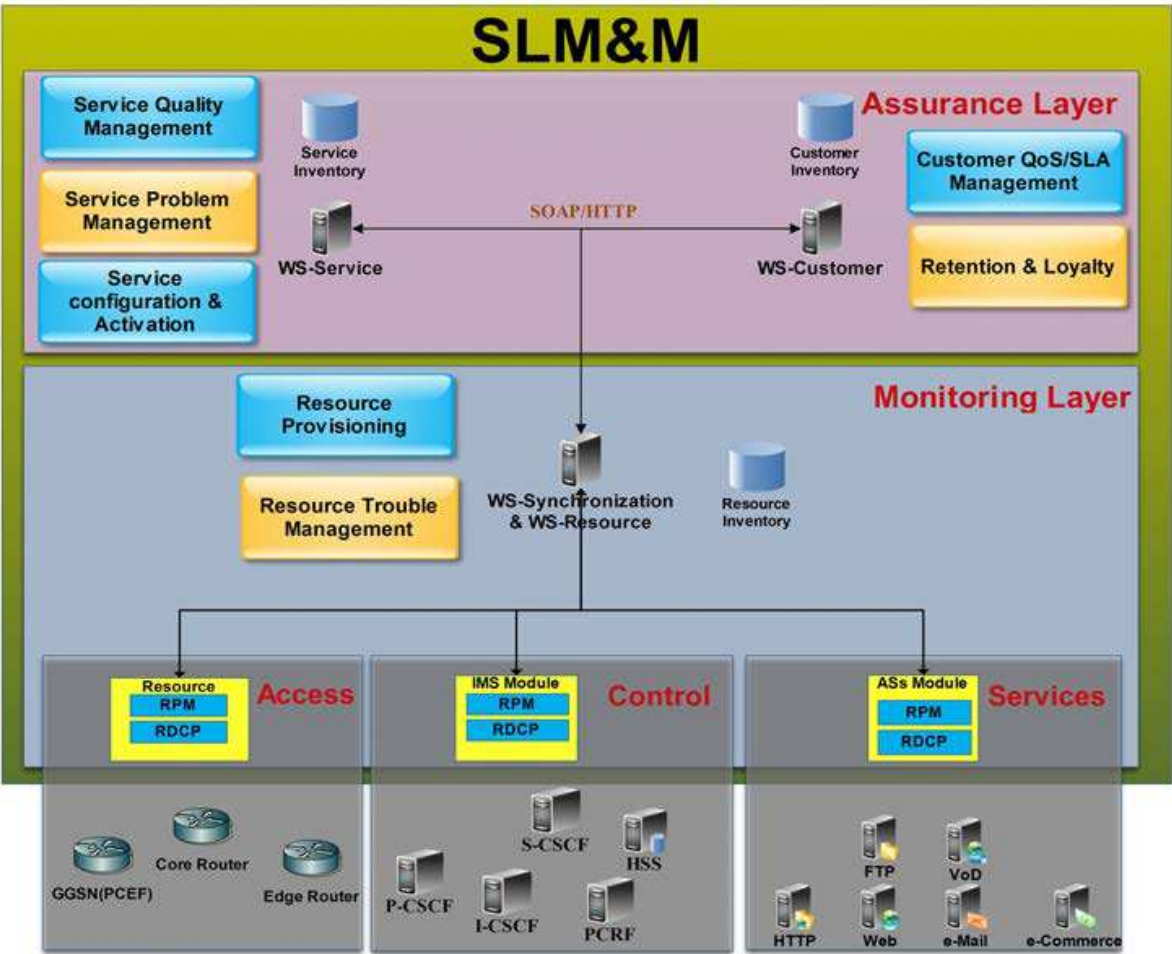 SLM&M
Assurance Layer
Service Quality
Management
Service
Inventory
Customer
Inventory
Customer QoS/SLA
Management
Service Problem
Management
SOAP/HTTP
WS-Service
WS-Customer
Retention & Loyalty
Service
configuration &
Activation
Monitoring Layer
Resource
Provisioning
WS-Synchronization
& WS-Resource
Resource
Inventory
Resource Trouble
Management
Access
Resource
RPM
RDCP
Control
IMS Module
RPM
RDCP
Services
ASs Module
RPM
RDCP
GGSN(PCEF)
Core Router
Edge Router
S-CSCF
HSS
P-CSCF
I-CSCF
PCRF
FTP
VoD
HTTP
Web
e-Mail
e-Commerce